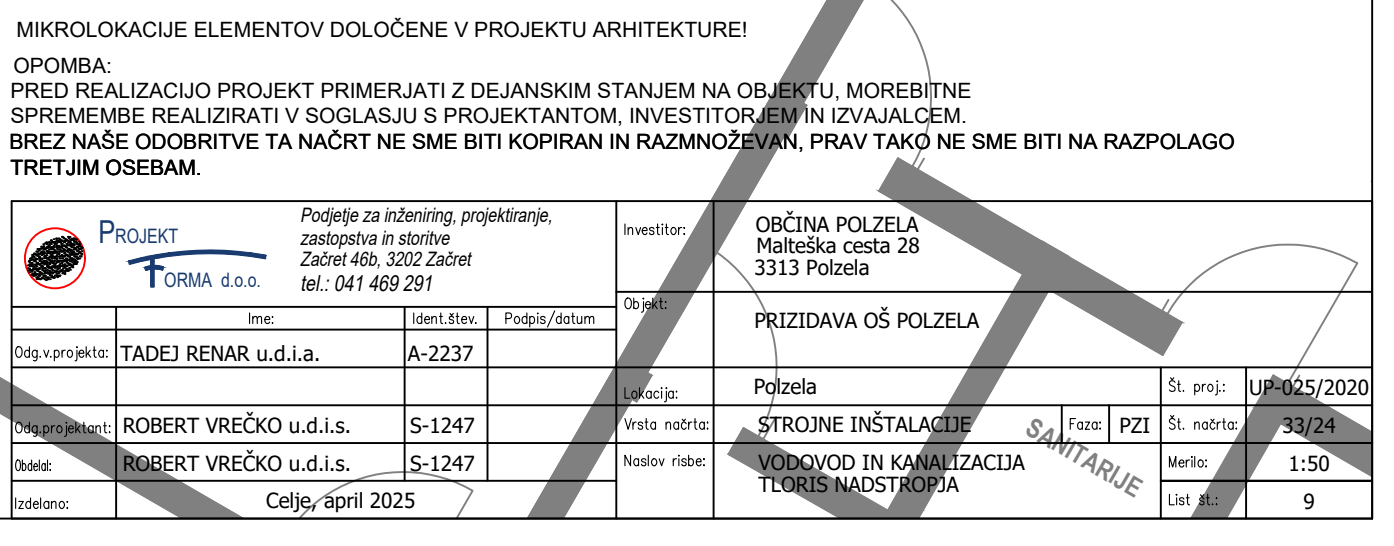 MIKROLOKACIJE ELEMENTOV DOLOČENE V PROJEKTU ARHITEKTURE!
OPOMBA:
PRED REALIZACIJO PROJEKT PRIMERJATI Z DEJANSKIM STANJEM NA OBJEKTU, MOREBITNE
SPREMEMBE REALIZIRATI V SOGLASJU S PROJEKTANTOM, INVESTITORJEM IN IZVAJALCEM.
BREZ NAŠE ODOBRITVE TA NAČRT NE SME BITI KOPIRAN IN RAZMNOŽEVAN, PRAV TAKO NE SME BITI NA RAZPOLAGO
TRETJIM OSEBAM.
PROJEKT
FORMA d.o.o.
Podjetje za inženiring, projektiranje,
zastopstva in storitve
Začret 46b, 3202 Začret
tel.: 041 469 291
Investitor:
OBČINA POLZELA
Malteška cesta 28
3313 Polzela
Objekt:
PRIZIDAVA OŠ POLZELA
Ime: Ident.štev. Podpis/datum
Odg.v.projekta: TADEJ RENAR u.d.i.a. A-2237
Lokacija: Polzela Št. proj.: UP-025/2020
Odg.projektant: ROBERT VREČKO u.d.i.s. S-1247
Vrsta načrta: STROJNE INŠTALACIJE Faza: PZI Št. načrta: 33/24
Obdelal: ROBERT VREČKO u.d.i.s. S-1247
Naslov risbe: VODOVOD IN KANALIZACIJA
TLORIS NADSTROPJA
Merilo: 1:50
Izdelano: Celje, april 2025
List št.: 9
SANITARIJE